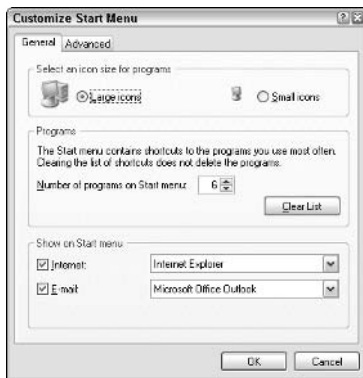 Customize Start Menu
General Advanced
Select an icon size for programs
Large icons Small icons
Programs
The Start menu contains shortcuts to the programs you use most often.
Clearing the list of shortcuts does not delete the programs.
Number of programs on Start menu: 6
Clear List
Show on Start menu
Internet: Internet Explorer
E-mail: Microsoft Office Outlook
OK Cancel